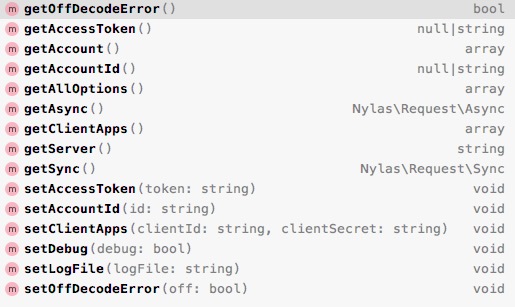 m getOffDecodeError() bool
m getAccessToken() null|string
m getAccount() array
m getAccountId() null|string
m getAllOptions() array
m getAsync() Nylas\Request\Async
m getClientApps() array
m getServer() string
m getSync() Nylas\Request\Sync
m setAccessToken(token: string) void
m setAccountId(id: string) void
m setClientApps(clientId: string, clientSecret: string) void
m setDebug(debug: bool) void
m setLogFile(logFile: string) void
m setOffDecodeError(off: bool) void